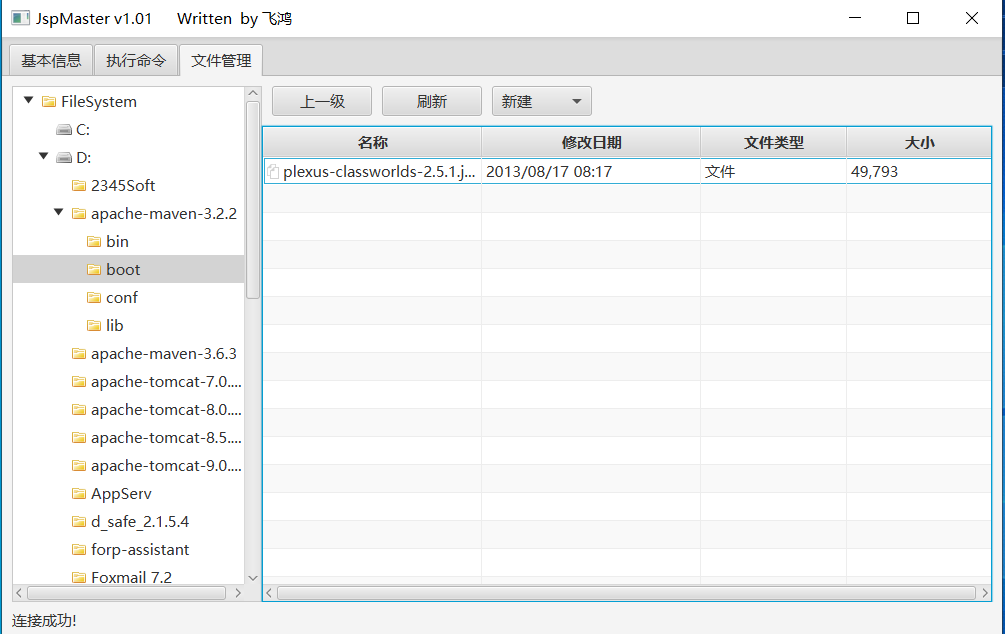 JspMaster v1.01 Written by 飞鸿
基本信息 执行命令 文件管理
FileSystem
C:
D:
2345Soft
apache-maven-3.2.2
bin
boot
conf
lib
apache-maven-3.6.3
apache-tomcat-7.0....
apache-tomcat-8.0....
apache-tomcat-8.5....
apache-tomcat-9.0....
AppServ
d_safe_2.1.5.4
forp-assistant
Foxmail 7.2
上一级 刷新 新建
名称 修改日期 文件类型 大小
plexus-classworlds-2.5.1.j... 2013/08/17 08:17 文件 49,793
连接成功!